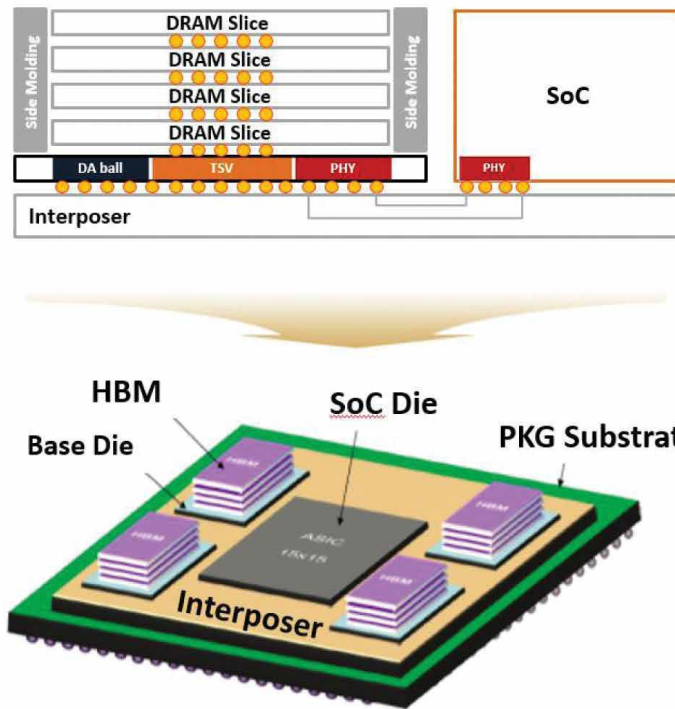 DRAM Slice
DRAM Slice
DRAM Slice
DRAM Slice
Side Molding
Side Molding
SoC
DA ball
TSV
PHY
PHY
Interposer
HBM
SoC Die
PKG Substrat
Base Die
HBM
HBM
HBM
HBM
ASIC
15x15
Interposer